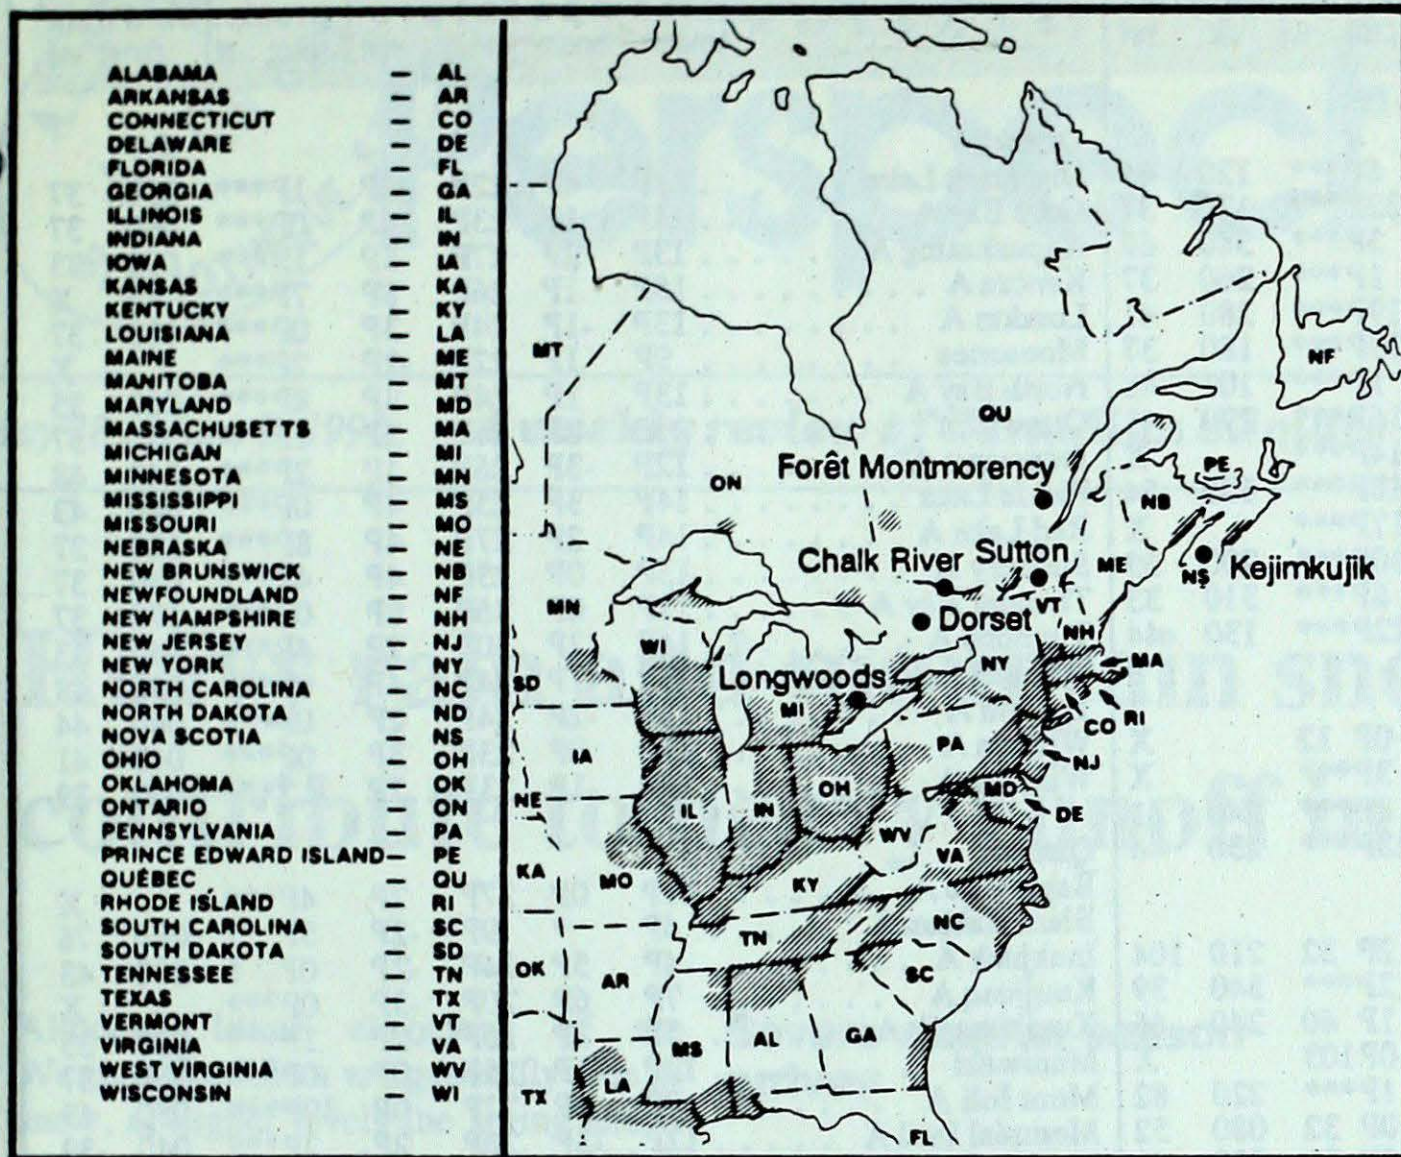 ALABAMA – AL
ARKANSAS – AR
CONNECTICUT – CO
DELAWARE – DE
FLORIDA – FL
GEORGIA – GA
ILLINOIS – IL
INDIANA – IN
IOWA – IA
KANSAS – KA
KENTUCKY – KY
LOUISIANA – LA
MAINE – ME
MANITOBA – MT
MARYLAND – MD
MASSACHUSETTS – MA
MICHIGAN – MI
MINNESOTA – MN
MISSISSIPPI – MS
MISSOURI – MO
NEBRASKA – NE
NEW BRUNSWICK – NB
NEWFOUNDLAND – NF
NEW HAMPSHIRE – NH
NEW JERSEY – NJ
NEW YORK – NY
NORTH CAROLINA – NC
NORTH DAKOTA – ND
NOVA SCOTIA – NS
OHIO – OH
OKLAHOMA – OK
ONTARIO – ON
PENNSYLVANIA – PA
PRINCE EDWARD ISLAND – PE
QUÉBEC – QU
RHODE ISLAND – RI
SOUTH CAROLINA – SC
SOUTH DAKOTA – SD
TENNESSEE – TN
TEXAS – TX
VERMONT – VT
VIRGINIA – VA
WEST VIRGINIA – WV
WISCONSIN – WI
MT
NF
QU
Forêt Montmorency
PE
ON
NB
Chalk River
Sutton
ME
NS
Kejimkujik
MN
VT
Dorset
NH
WI
NY
MA
SD
Longwoods
MI
CO
RI
IA
PA
NJ
NE
IL
IN
OH
MD
DE
WV
VA
KA
MO
KY
NC
TN
OK
AR
SC
MS
AL
GA
LA
TX
FL